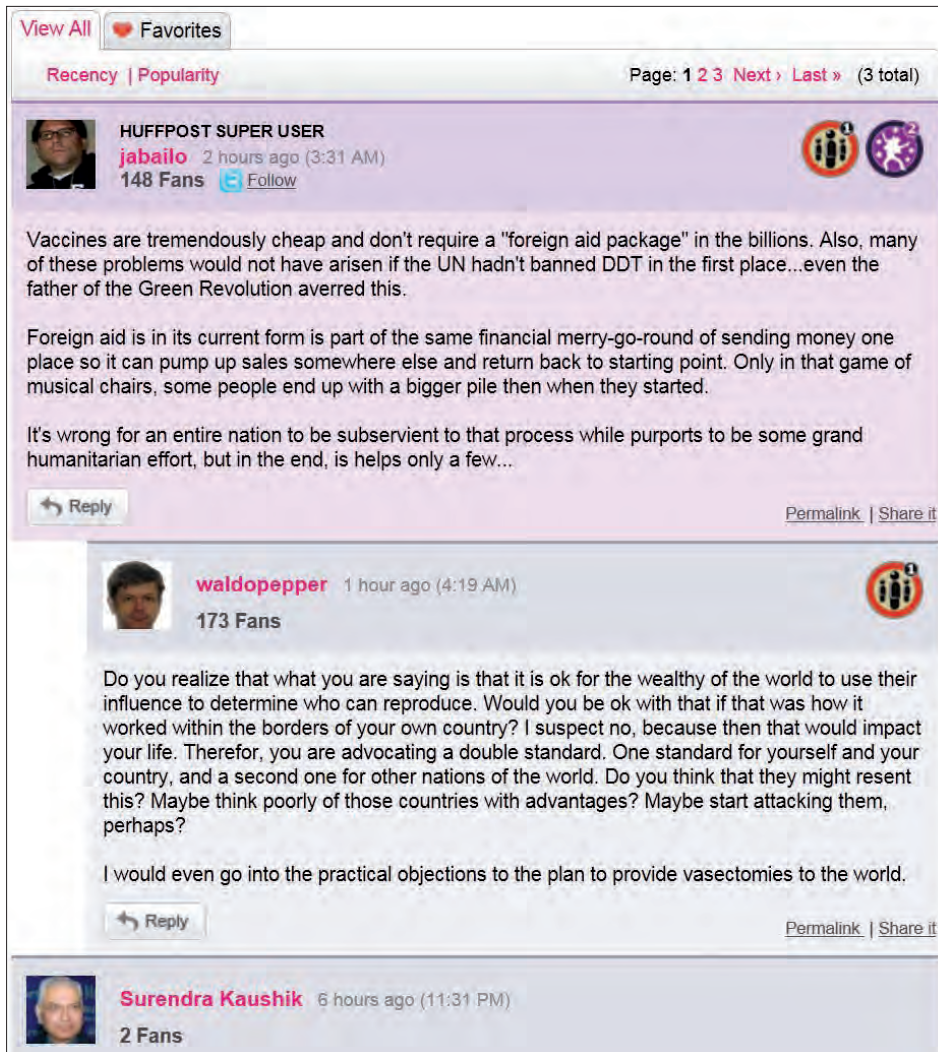 View All Favorites
Recency | Popularity Page: 1 2 3 Next › Last » (3 total)
HUFFPOST SUPER USER
jabailo 2 hours ago (3:31 AM)
148 Fans Follow
1
2
Vaccines are tremendously cheap and don't require a "foreign aid package" in the billions. Also, many
of these problems would not have arisen if the UN hadn't banned DDT in the first place...even the
father of the Green Revolution averred this.
Foreign aid is in its current form is part of the same financial merry-go-round of sending money one
place so it can pump up sales somewhere else and return back to starting point. Only in that game of
musical chairs, some people end up with a bigger pile then when they started.
It's wrong for an entire nation to be subservient to that process while purports to be some grand
humanitarian effort, but in the end, is helps only a few...
Reply
Permalink | Share it
waldopepper 1 hour ago (4:19 AM)
173 Fans
1
Do you realize that what you are saying is that it is ok for the wealthy of the world to use their
influence to determine who can reproduce. Would you be ok with that if that was how it
worked within the borders of your own country? I suspect no, because then that would impact
your life. Therefor, you are advocating a double standard. One standard for yourself and your
country, and a second one for other nations of the world. Do you think that they might resent
this? Maybe think poorly of those countries with advantages? Maybe start attacking them,
perhaps?
I would even go into the practical objections to the plan to provide vasectomies to the world.
Reply
Permalink | Share it
Surendra Kaushik 6 hours ago (11:31 PM)
2 Fans